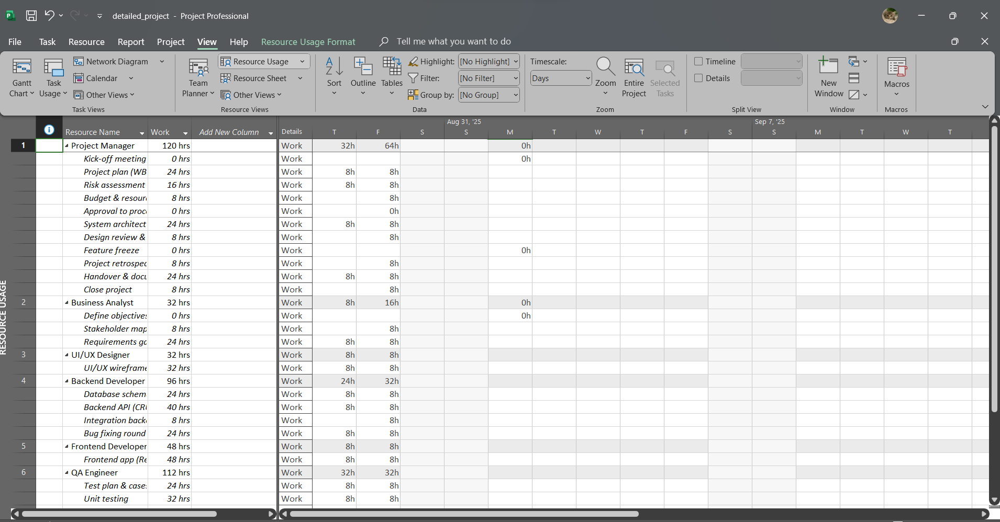 detailed_project - Project Professional
File Task Resource Report Project View Help Resource Usage Format Tell me what you want to do
Gantt Chart
Task Usage
Network Diagram
Calendar
Other Views
Task Views
Team Planner
Resource Usage
Resource Sheet
Other Views
Resource Views
Sort
Outline
Tables
Highlight: [No Highlight]
Filter: [No Filter]
Group by: [No Group]
Data
Timescale:
Days
Zoom
Entire Project
Selected Tasks
Zoom
Timeline
Details
Split View
New Window
Window
Macros
Macros
Aug 31, '25 Sep 7, '25
Resource Name Work Add New Column Details T F S S M T W T F S S M T W T
1 Project Manager 120 hrs Work 32h 64h 0h
Kick-off meeting 0 hrs Work 0h
Project plan (WB 24 hrs Work 8h 8h
Risk assessment 16 hrs Work 8h 8h
Budget & resour 8 hrs Work 8h
Approval to proc 0 hrs Work 0h
System architect 24 hrs Work 8h 8h
Design review & 8 hrs Work 8h
Feature freeze 0 hrs Work 0h
Project retrospec 8 hrs Work 8h
Handover & docu 24 hrs Work 8h 8h
Close project 8 hrs Work 8h
2 Business Analyst 32 hrs Work 8h 16h 0h
Define objectives 0 hrs Work 0h
Stakeholder map 8 hrs Work 8h
Requirements ga 24 hrs Work 8h 8h
3 UI/UX Designer 32 hrs Work 8h 8h
UI/UX wireframe 32 hrs Work 8h 8h
4 Backend Developer 96 hrs Work 24h 32h
Database schem 24 hrs Work 8h 8h
Backend API (CRU 40 hrs Work 8h 8h
Integration back 8 hrs Work 8h
Bug fixing round 24 hrs Work 8h 8h
5 Frontend Developer 48 hrs Work 8h 8h
Frontend app (Re 48 hrs Work 8h 8h
6 QA Engineer 112 hrs Work 32h 32h
Test plan & case 24 hrs Work 8h 8h
Unit testing 32 hrs Work 8h 8h
RESOURCE USAGE